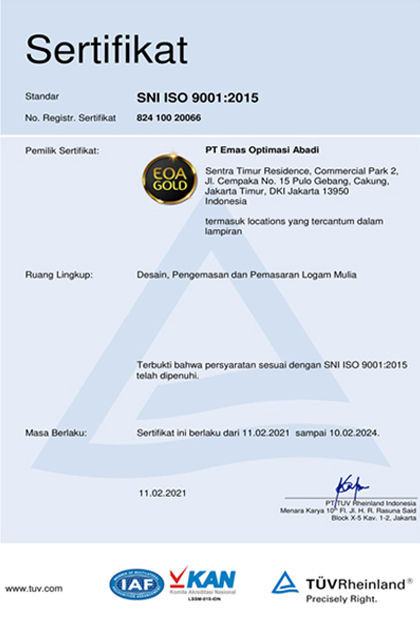 Sertifikat
Standar SNI ISO 9001:2015
No. Registr. Sertifikat 824 100 20066
Pemilik Sertifikat: PT Emas Optimasi Abadi
EOA
GOLD
Sentra Timur Residence, Commercial Park 2,
Jl. Cempaka No. 15 Pulo Gebang, Cakung,
Jakarta Timur, DKI Jakarta 13950
Indonesia
termasuk locations yang tercantum dalam
lampiran
Ruang Lingkup: Desain, Pengemasan dan Pemasaran Logam Mulia
Terbukti bahwa persyaratan sesuai dengan SNI ISO 9001:2015
telah dipenuhi.
Masa Berlaku: Sertifikat ini berlaku dari 11.02.2021 sampai 10.02.2024.
11.02.2021
PT TUV Rheinland Indonesia
Menara Karya 10th Fl. Jl. H. R. Rasuna Said
Block X-5 Kav. 1-2, Jakarta
www.tuv.com
IAF
KAN
Komite Akreditasi Nasional
LSSM-015-IDN
TÜVRheinland®
Precisely Right.